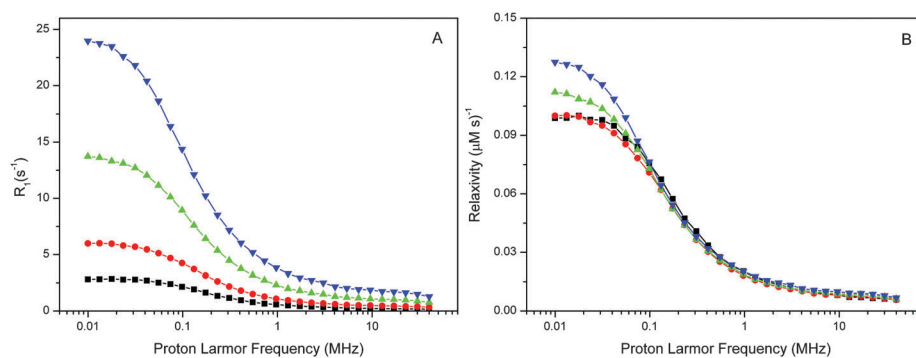 A
R₁(s⁻¹)
25
20
15
10
5
0
0.01 0.1 1 10
Proton Larmor Frequency (MHz)
B
Relaxivity (μM s)⁻¹
0.15
0.12
0.09
0.06
0.03
0.00
0.01 0.1 1 10
Proton Larmor Frequency (MHz)